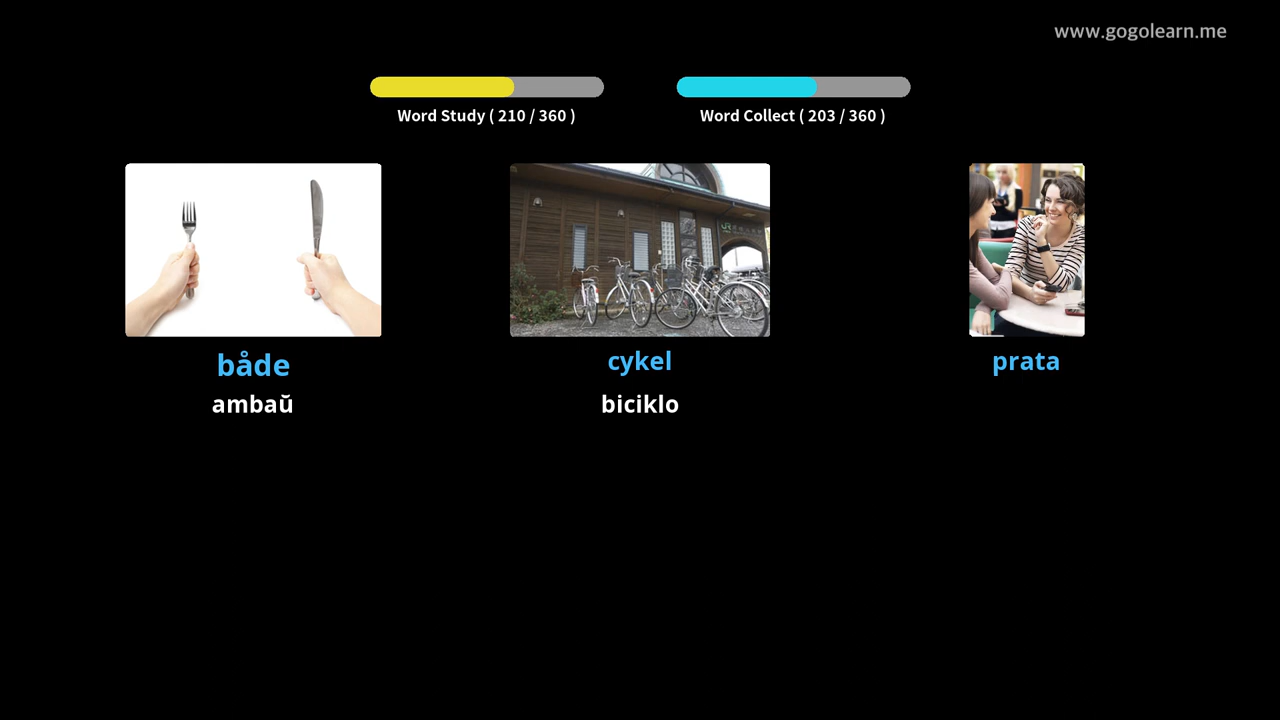 www.gogolearn.me
Word Study ( 210 / 360 )
Word Collect ( 203 / 360 )
både
cykel
prata
ambaŭ
biciklo